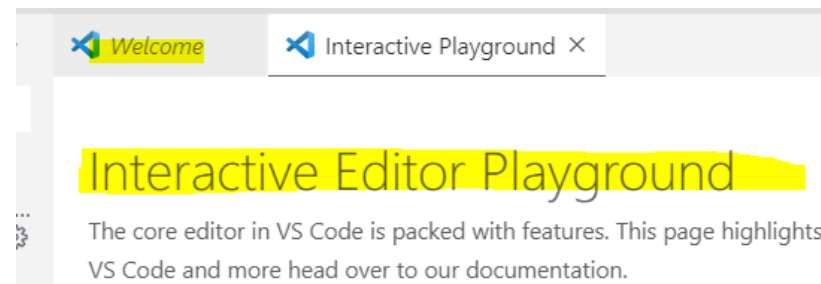 Welcome
Interactive Playground
Interactive Editor Playground
The core editor in VS Code is packed with features. This page highlights
VS Code and more head over to our documentation.